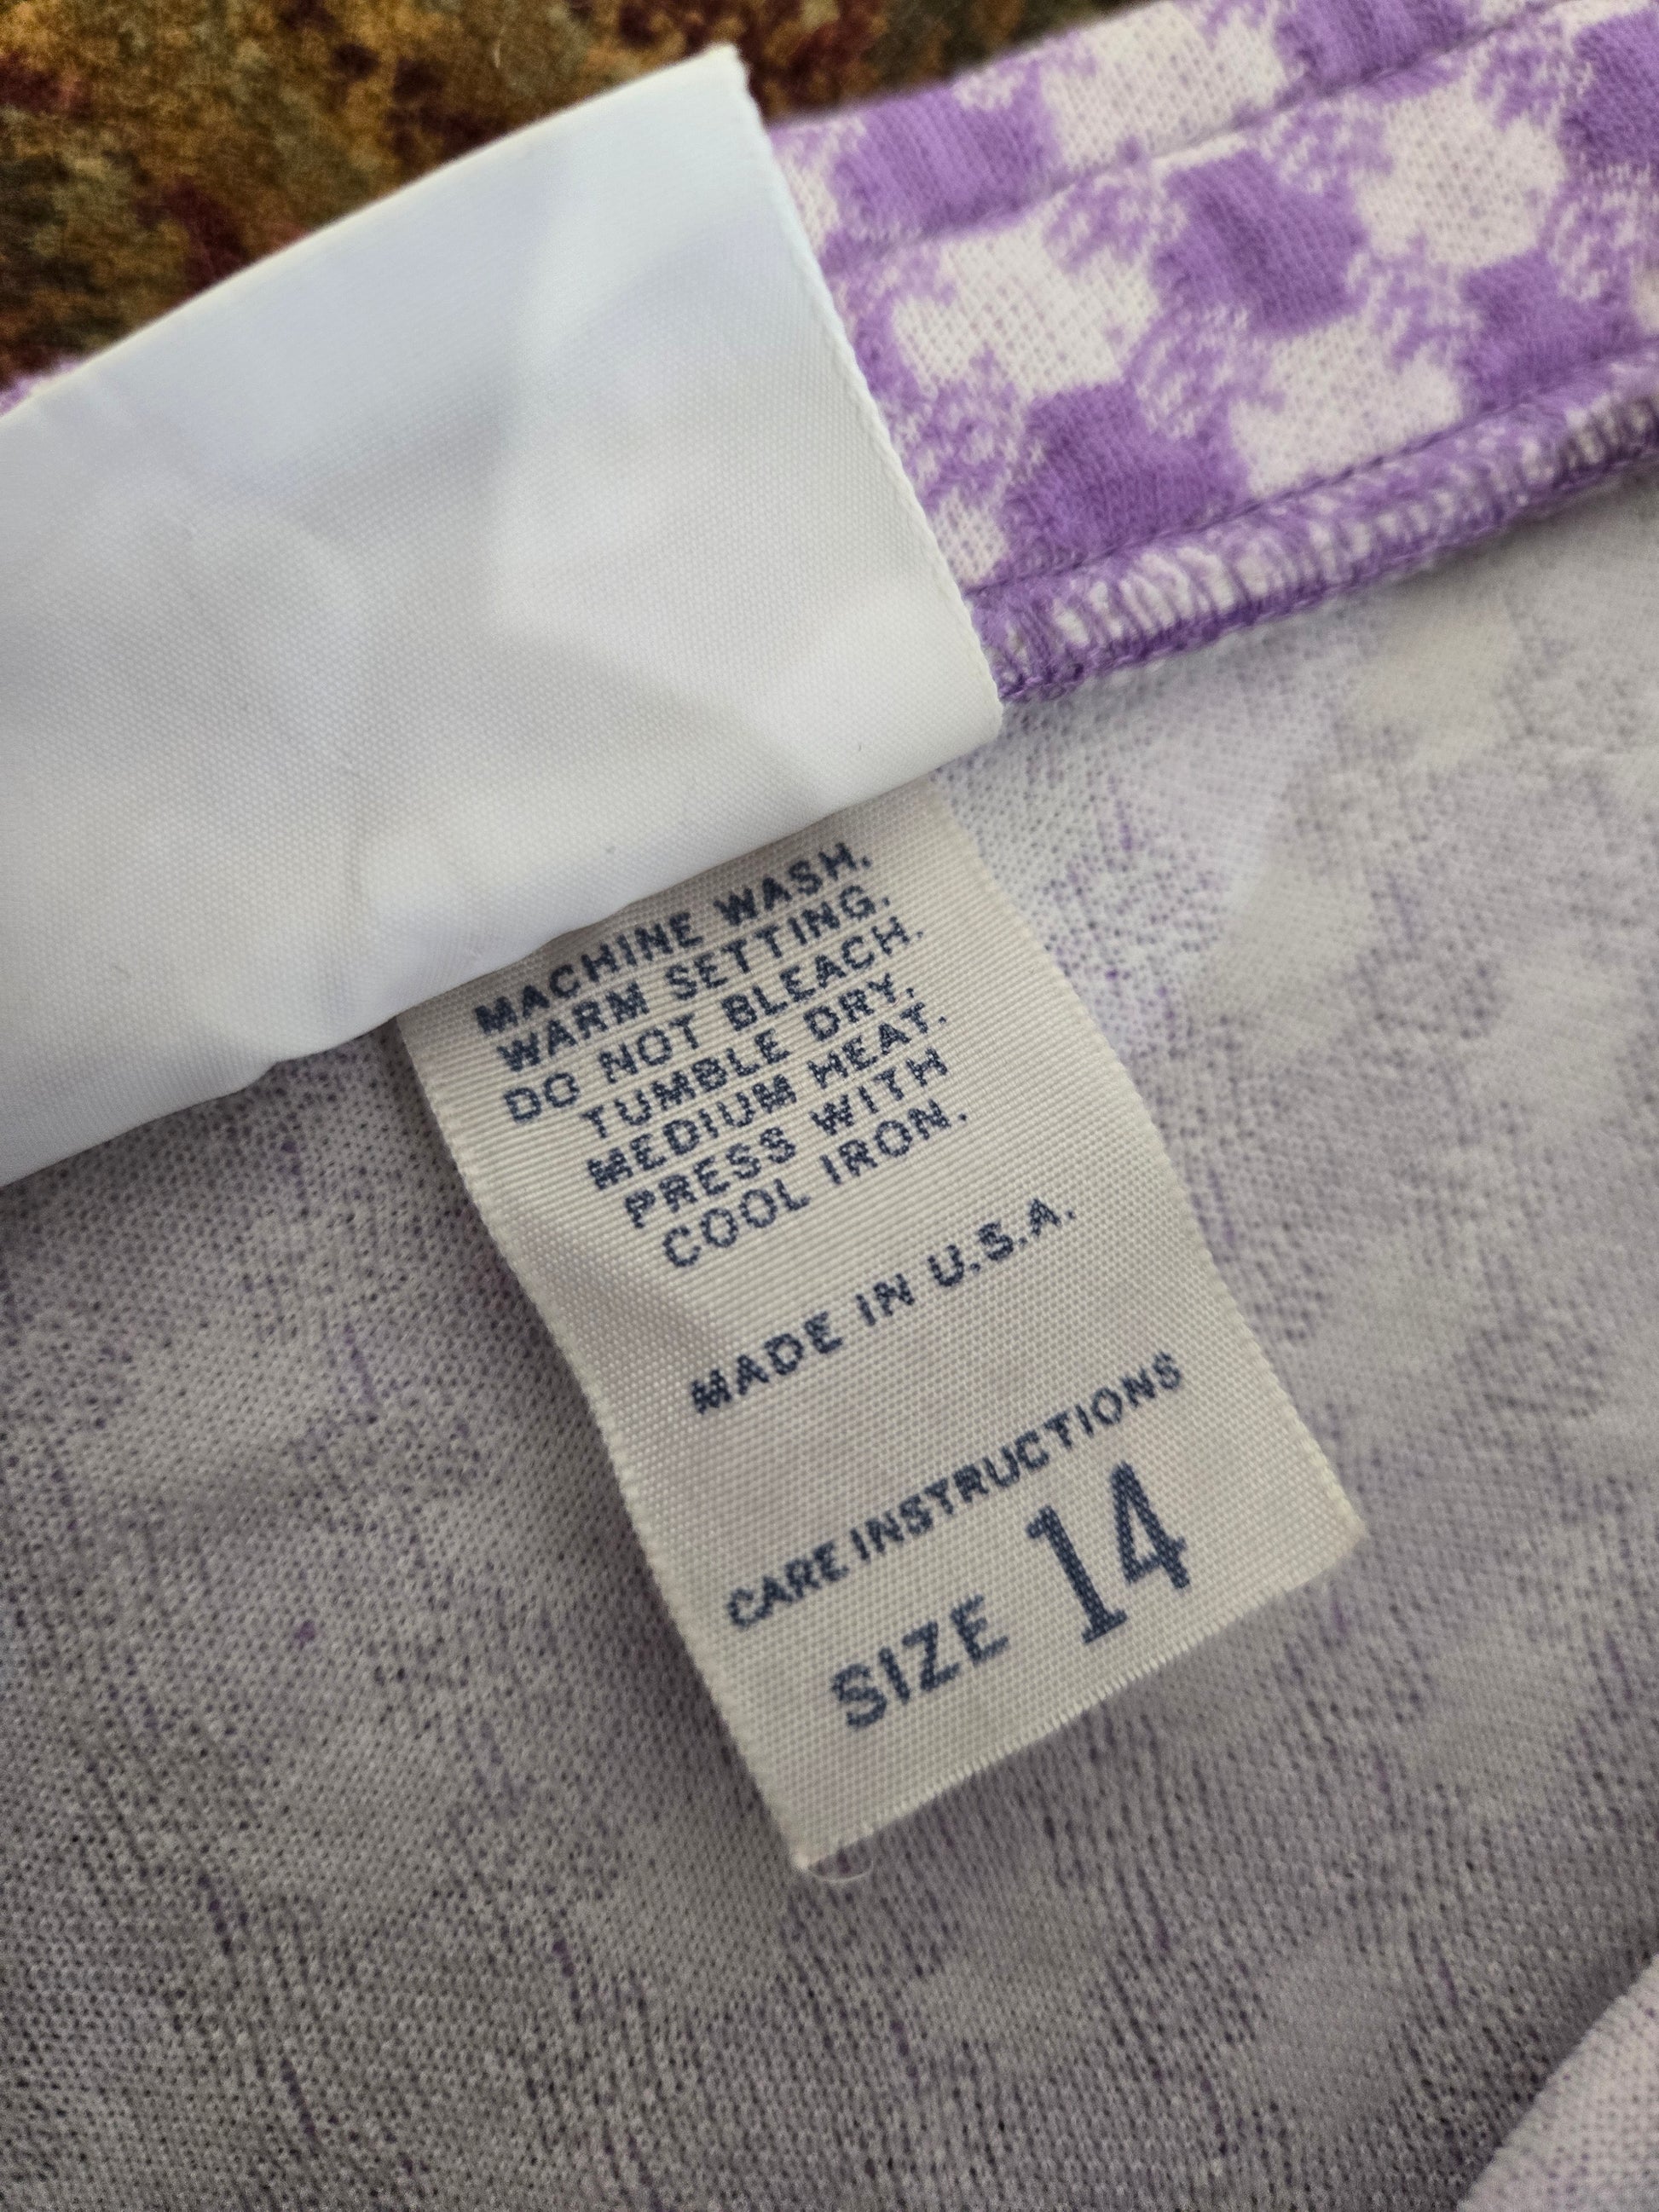 MACHINE WASH,
WARM SETTING.
DO NOT BLEACH.
TUMBLE DRY,
MEDIUM HEAT.
PRESS WITH
COOL IRON.
MADE IN U.S.A.
CARE INSTRUCTIONS
SIZE 14